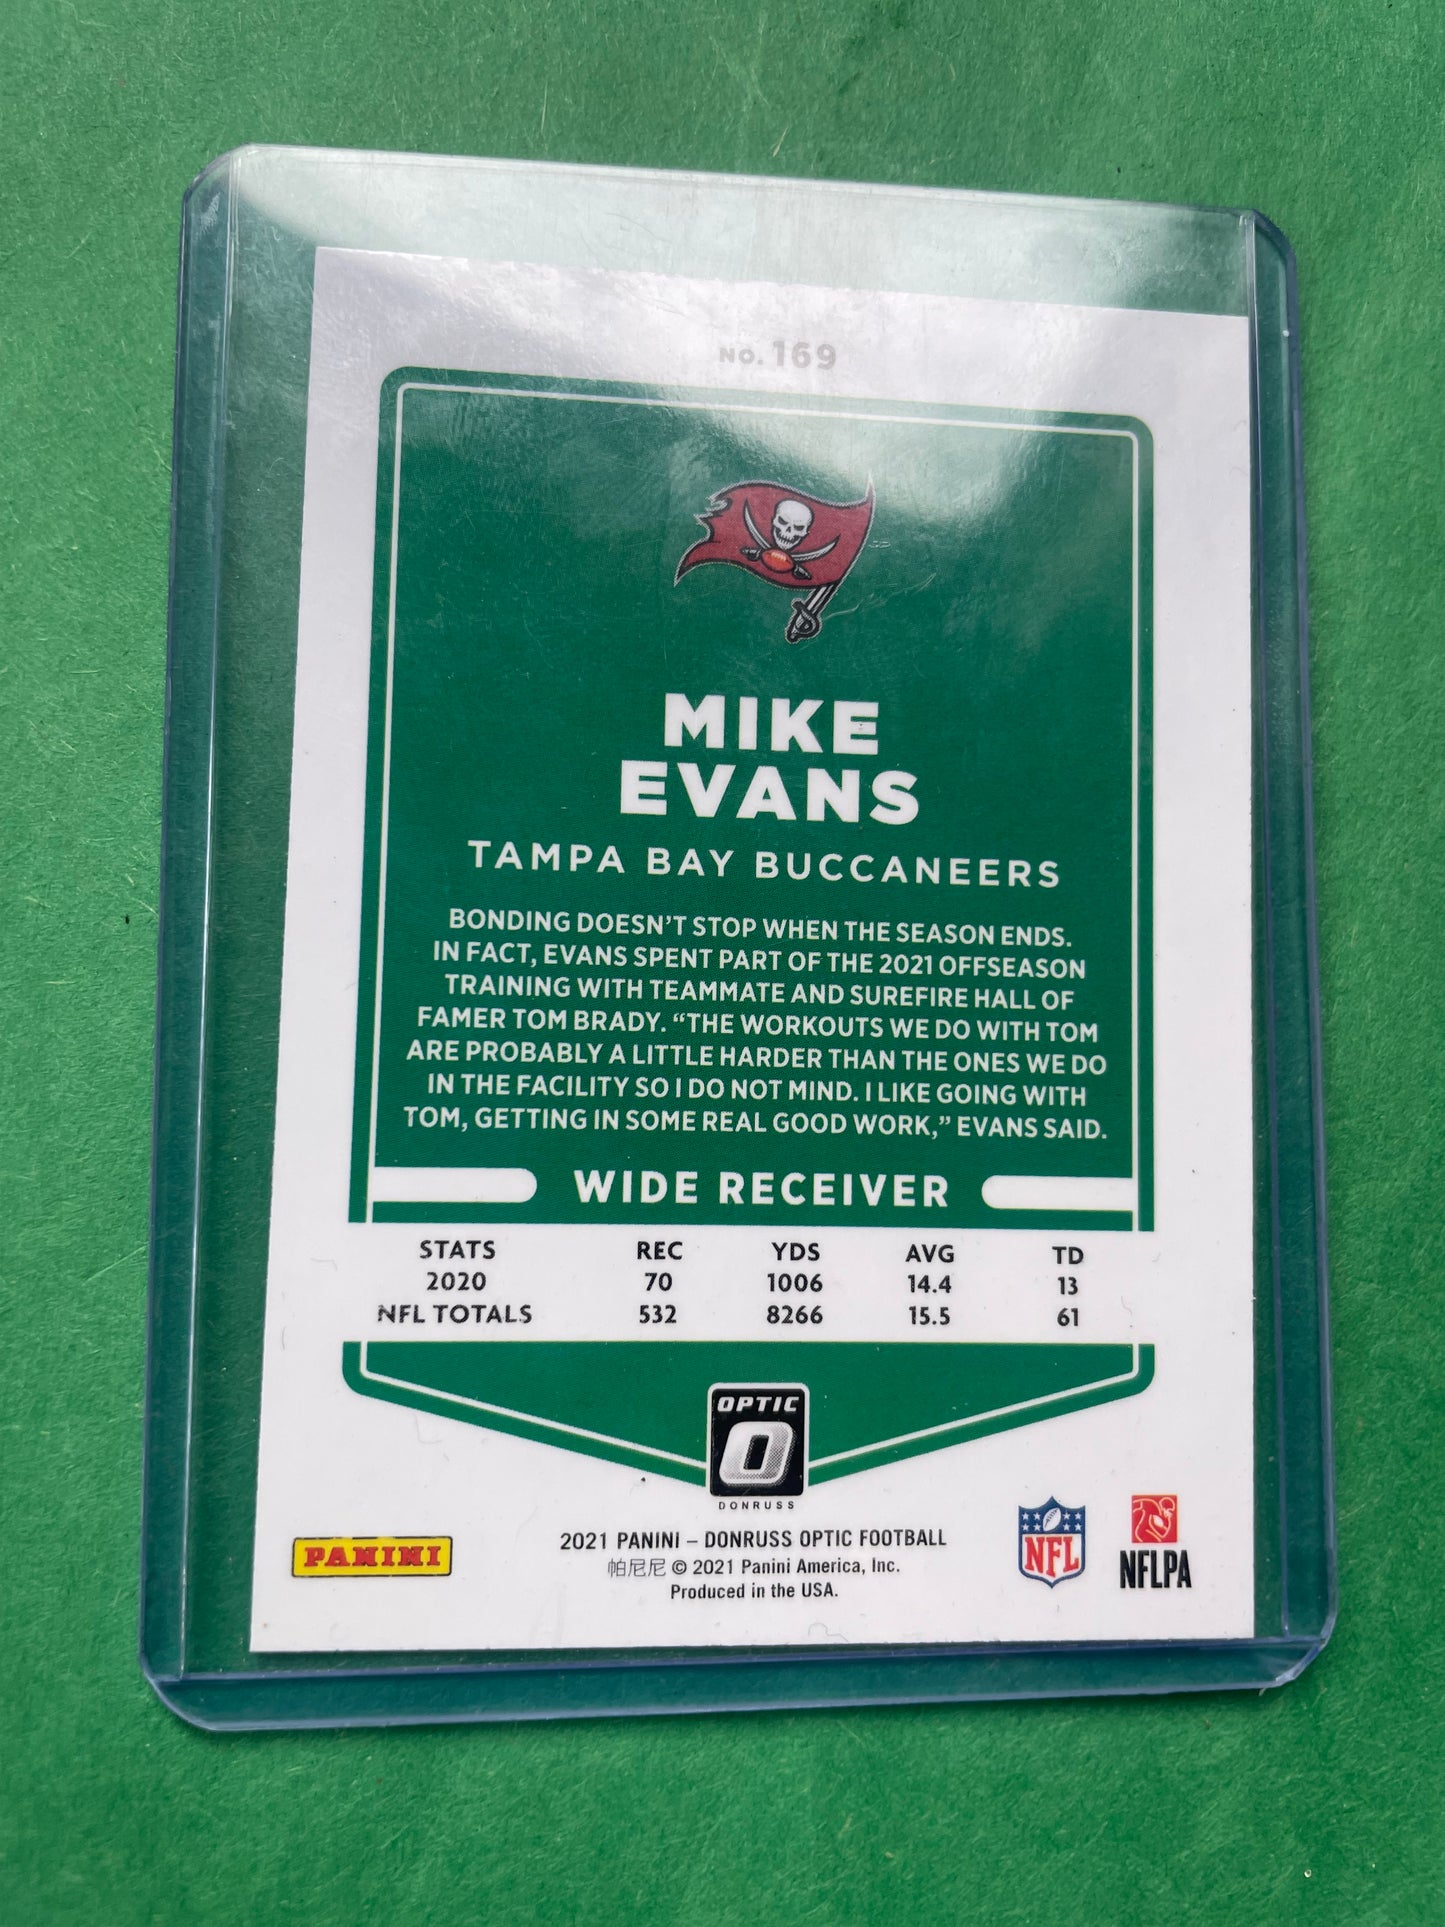 NO. 169
MIKE
EVANS
TAMPA BAY BUCCANEERS
BONDING DOESN'T STOP WHEN THE SEASON ENDS.
IN FACT, EVANS SPENT PART OF THE 2021 OFFSEASON
TRAINING WITH TEAMMATE AND SUREFIRE HALL OF
FAMER TOM BRADY. “THE WORKOUTS WE DO WITH TOM
ARE PROBABLY A LITTLE HARDER THAN THE ONES WE DO
IN THE FACILITY SO I DO NOT MIND. I LIKE GOING WITH
TOM, GETTING IN SOME REAL GOOD WORK,” EVANS SAID.
WIDE RECEIVER
STATS REC YDS AVG TD
2020 70 1006 14.4 13
NFL TOTALS 532 8266 15.5 61
OPTIC
O
DONRUSS
PANINI
2021 PANINI – DONRUSS OPTIC FOOTBALL
帕尼尼 © 2021 Panini America, Inc.
Produced in the USA.
NFL
NFLPA